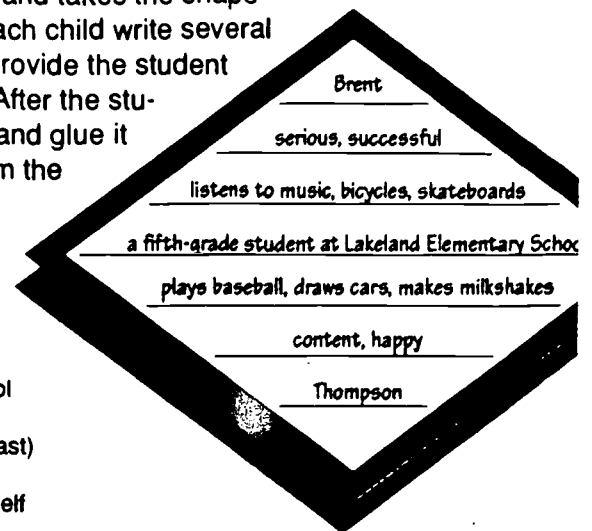 and takes the shape
ach child write several
rovide the student
After the stu-
and glue it
m the
Brent
serious, successful
listens to music, bicycles, skateboards
a fifth-grade student at Lakeland Elementary Schoo
plays baseball, draws cars, makes milkshakes
content, happy
Thompson
ol
ast)
elf